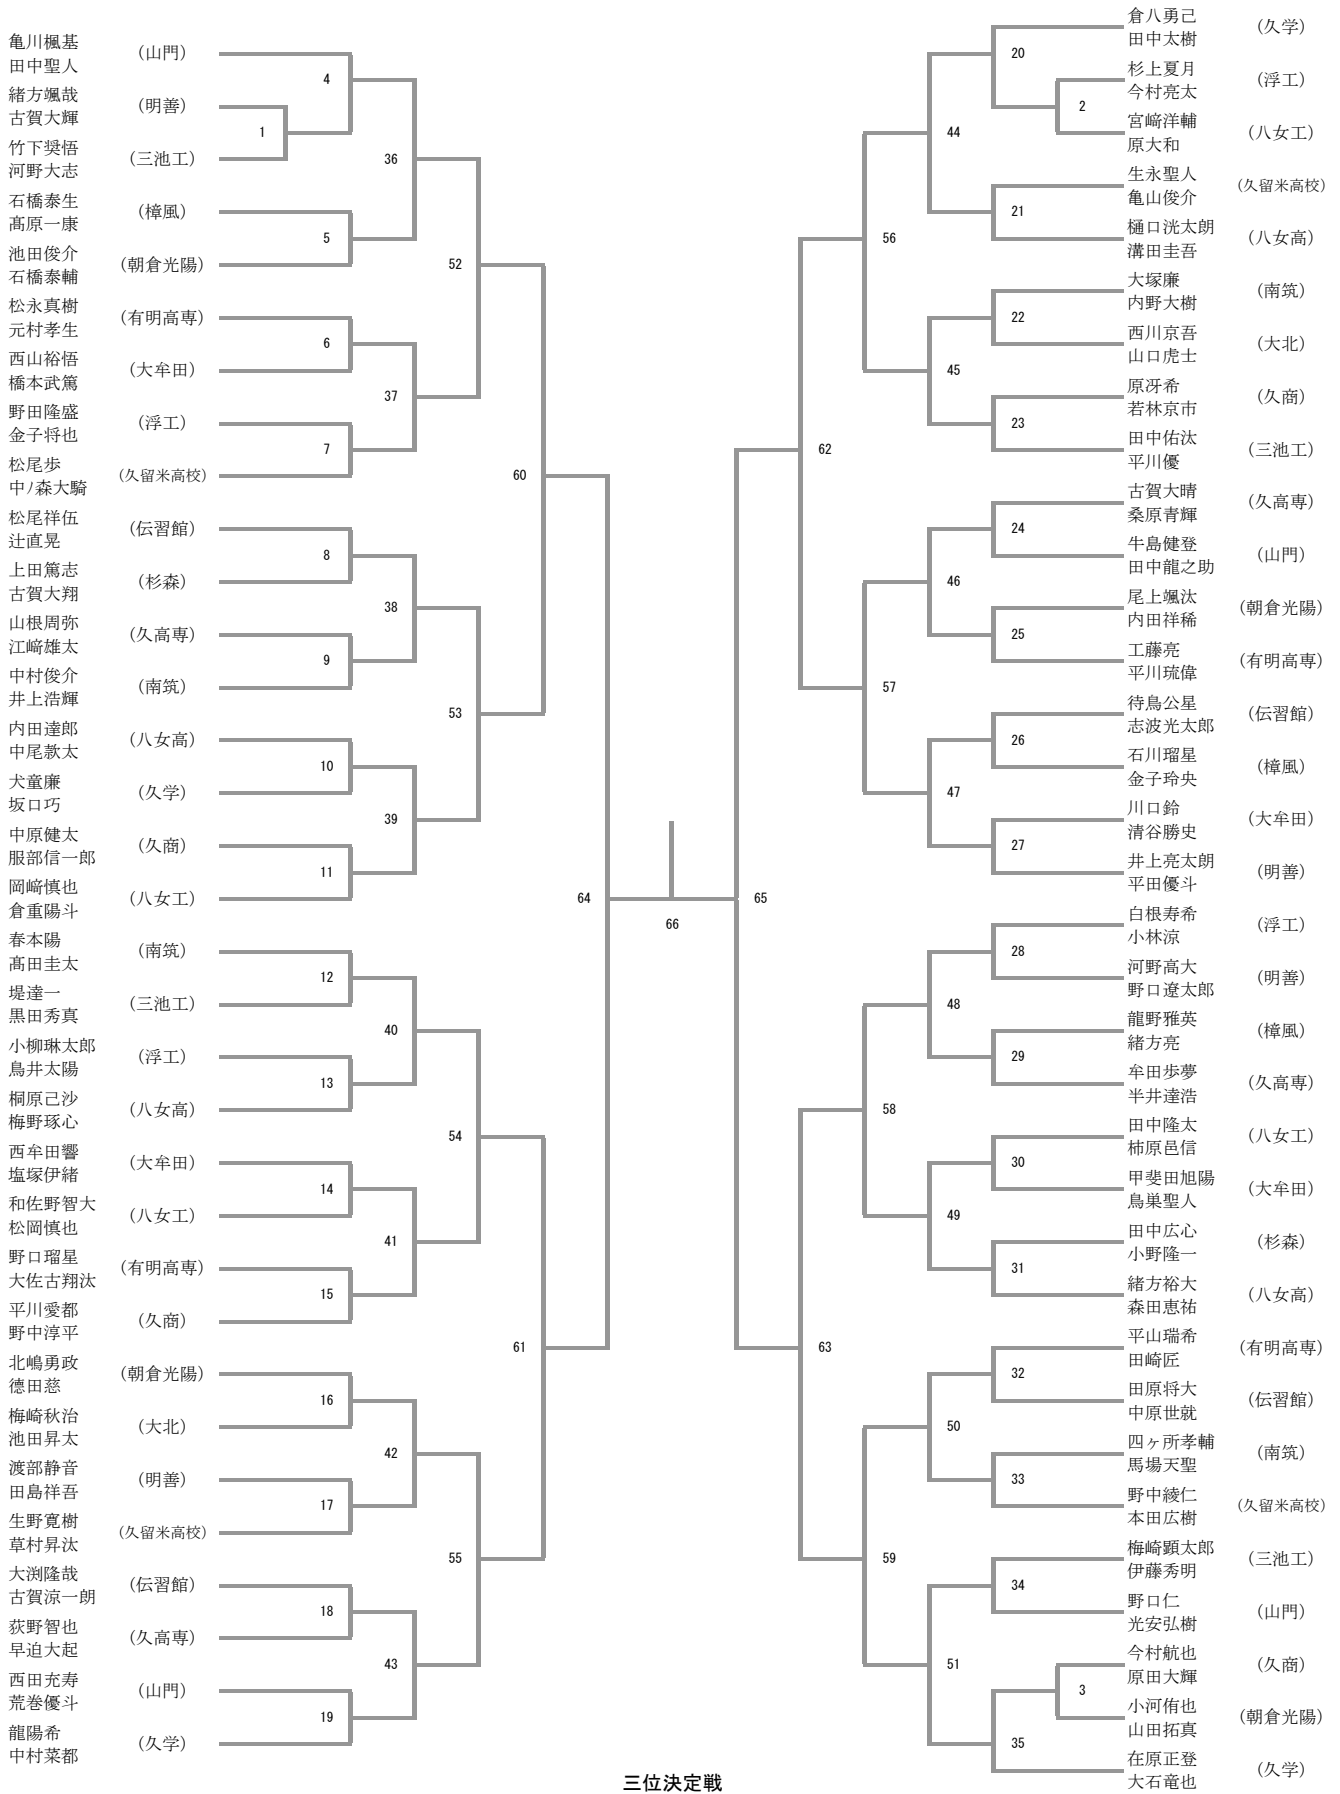 亀川楓基
田中聖人
(山門)
緒方颯哉
古賀大輝
(明善)
竹下奨悟
河野大志
(三池工)
石橋泰生
髙原一康
(樟風)
池田俊介
石橋泰輔
(朝倉光陽)
松永真樹
元村孝生
(有明高専)
西山裕悟
橋本武篤
(大牟田)
野田隆盛
金子将也
(浮工)
松尾歩
中ﾉ森大騎
(久留米高校)
松尾祥伍
辻直晃
(伝習館)
上田篤志
古賀大翔
(杉森)
山根周弥
江﨑雄太
(久高専)
中村俊介
井上浩輝
(南筑)
内田達郎
中尾歎太
(八女高)
犬童廉
坂口巧
(久学)
中原健太
服部信一郎
(久商)
岡﨑慎也
倉重陽斗
(八女工)
春本陽
髙田圭太
(南筑)
堤達一
黒田秀真
(三池工)
小柳琳太郎
鳥井太陽
(浮工)
桐原己沙
梅野琢心
(八女高)
西牟田響
塩塚伊緒
(大牟田)
和佐野智大
松岡慎也
(八女工)
野口瑠星
大佐古翔汰
(有明高専)
平川愛都
野中淳平
(久商)
北嶋勇政
德田慈
(朝倉光陽)
梅崎秋治
池田昇太
(大北)
渡部静音
田島祥吾
(明善)
生野寛樹
草村昇汰
(久留米高校)
大渕隆哉
古賀涼一朗
(伝習館)
荻野智也
早迫大起
(久高専)
西田充寿
荒巻優斗
(山門)
龍陽希
中村菜都
(久学)
1
4
5
6
7
8
9
10
11
12
13
14
15
16
17
18
19
36
37
38
39
40
41
42
43
52
53
54
55
60
61
64
66
65
62
63
56
57
58
59
44
45
46
47
48
49
50
51
20
2
21
22
23
24
25
26
27
28
29
30
31
32
33
34
3
35
倉八勇己
田中太樹
(久学)
杉上夏月
今村亮太
(浮工)
宮﨑洋輔
原大和
(八女工)
生永聖人
亀山俊介
(久留米高校)
樋口洸太朗
溝田圭吾
(八女高)
大塚廉
内野大樹
(南筑)
西川京吾
山口虎士
(大北)
原冴希
若林京市
(久商)
田中佑汰
平川優
(三池工)
古賀大晴
桑原青輝
(久高専)
牛島健登
田中龍之助
(山門)
尾上颯汰
内田祥稀
(朝倉光陽)
工藤亮
平川琉偉
(有明高専)
待鳥公星
志波光太郎
(伝習館)
石川瑠星
金子玲央
(樟風)
川口鈴
清谷勝史
(大牟田)
井上亮太朗
平田優斗
(明善)
白根寿希
小林涼
(浮工)
河野高大
野口遼太郎
(明善)
龍野雅英
緒方亮
(樟風)
牟田歩夢
半井達浩
(久高専)
田中隆太
柿原邑信
(八女工)
甲斐田旭陽
鳥巣聖人
(大牟田)
田中広心
小野隆一
(杉森)
緒方裕大
森田恵祐
(八女高)
平山瑞希
田崎匠
(有明高専)
田原将大
中原世就
(伝習館)
四ヶ所孝輔
馬場天聖
(南筑)
野中綾仁
本田広樹
(久留米高校)
梅崎顕太郎
伊藤秀明
(三池工)
野口仁
光安弘樹
(山門)
今村航也
原田大輝
(久商)
小河侑也
山田拓真
(朝倉光陽)
在原正登
大石竜也
(久学)
三位決定戦